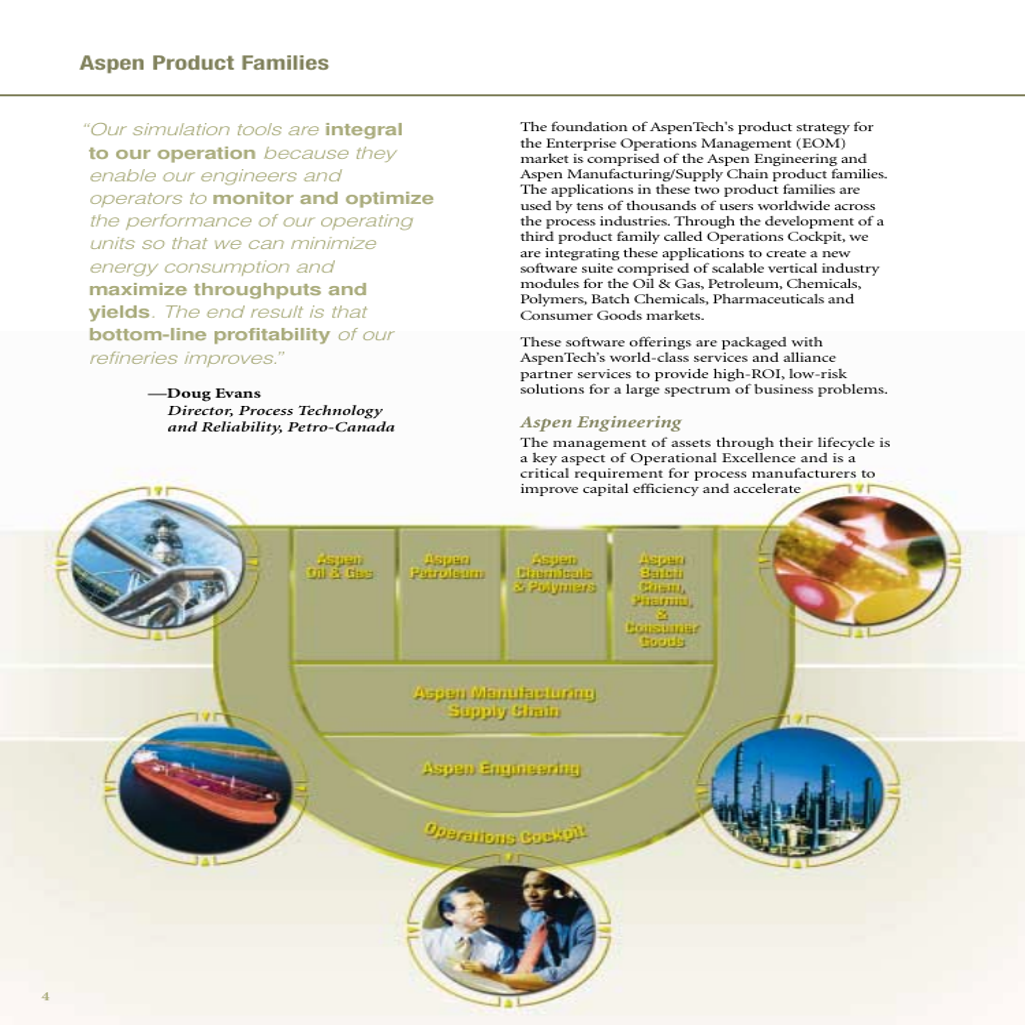 Aspen Product Families
“Our simulation tools are integral
to our operation because they
enable our engineers and
operators to monitor and optimize
the performance of our operating
units so that we can minimize
energy consumption and
maximize throughputs and
yields. The end result is that
bottom-line profitability of our
refineries improves.”
—Doug Evans
Director, Process Technology
and Reliability, Petro-Canada
The foundation of AspenTech's product strategy for
the Enterprise Operations Management (EOM)
market is comprised of the Aspen Engineering and
Aspen Manufacturing/Supply Chain product families.
The applications in these two product families are
used by tens of thousands of users worldwide across
the process industries. Through the development of a
third product family called Operations Cockpit, we
are integrating these applications to create a new
software suite comprised of scalable vertical industry
modules for the Oil & Gas, Petroleum, Chemicals,
Polymers, Batch Chemicals, Pharmaceuticals and
Consumer Goods markets.
These software offerings are packaged with
AspenTech’s world-class services and alliance
partner services to provide high-ROI, low-risk
solutions for a large spectrum of business problems.
Aspen Engineering
The management of assets through their lifecycle is
a key aspect of Operational Excellence and is a
critical requirement for process manufacturers to
improve capital efficiency and accelerate
Aspen
Oil & Gas
Aspen
Petroleum
Aspen
Chemicals
& Polymers
Aspen
Batch
Chem,
Pharma,
&
Consumer
Goods
Aspen Manufacturing
Supply Chain
Aspen Engineering
Operations Cockpit
4